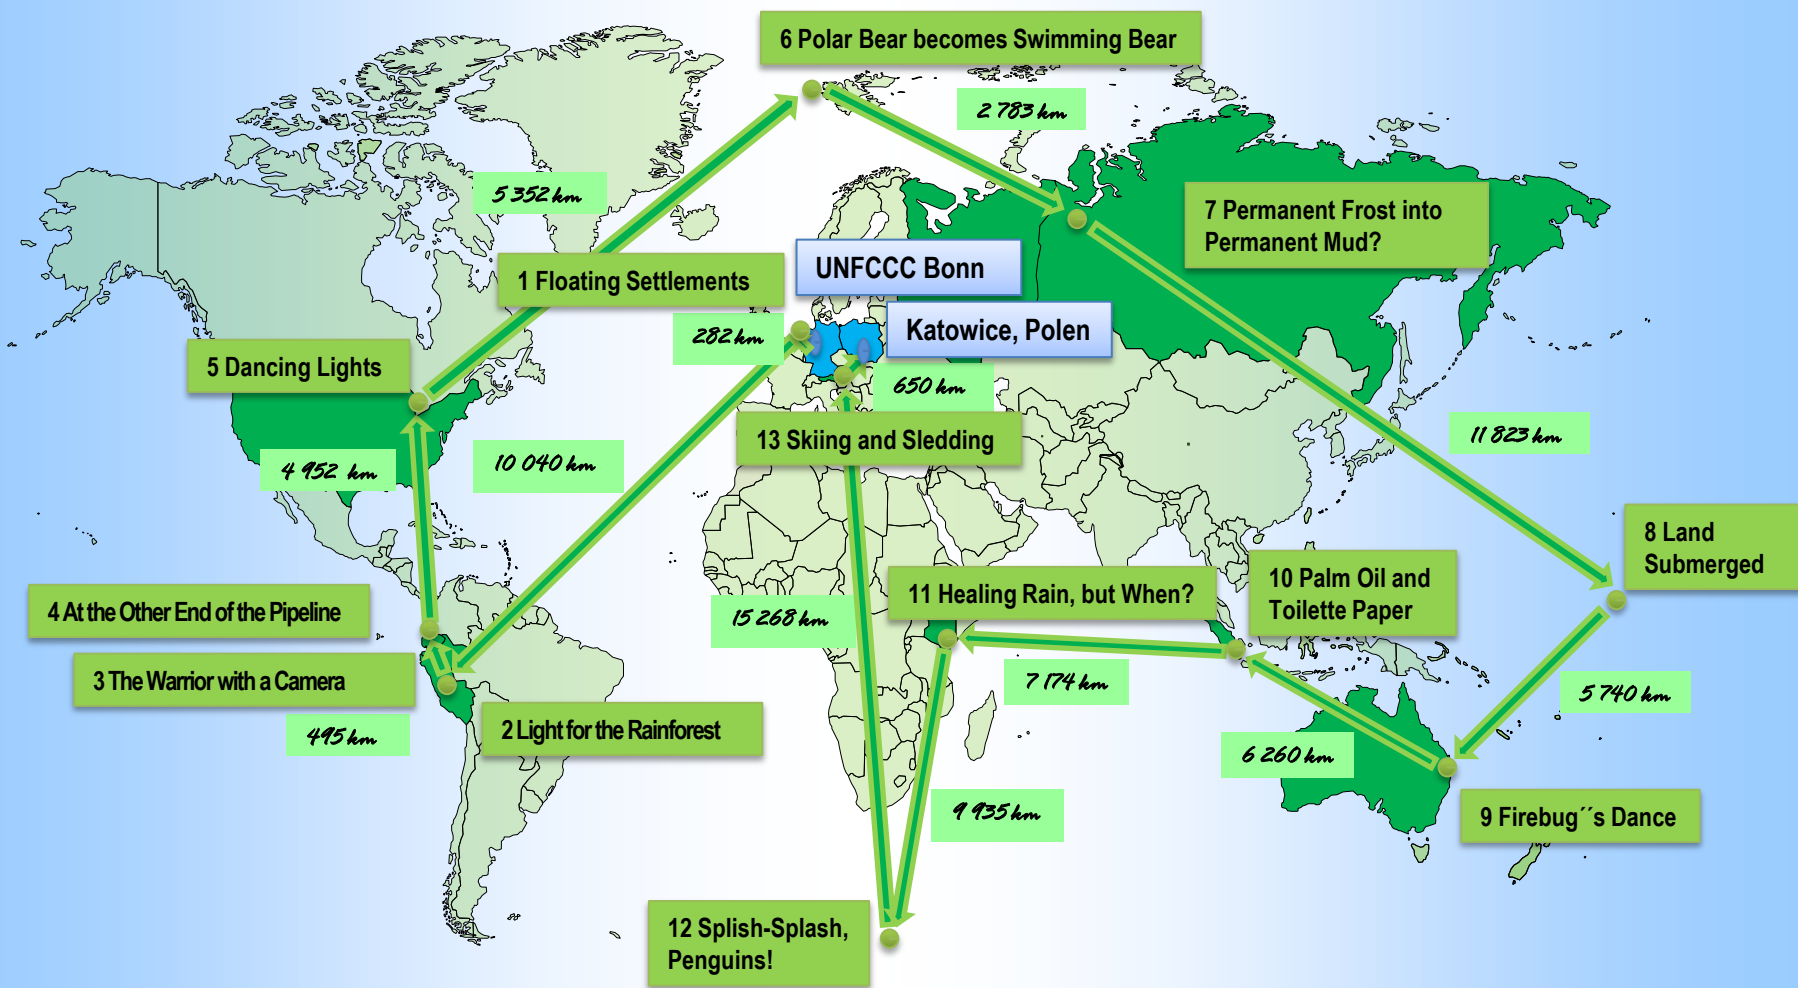 6 Polar Bear becomes Swimming Bear
2 783 km
5 352 km
7 Permanent Frost into
Permanent Mud?
UNFCCC Bonn
1 Floating Settlements
282 km
Katowice, Polen
5 Dancing Lights
650 km
13 Skiing and Sledding
11 823 km
4 952 km
10 040 km
8 Land
Submerged
10 Palm Oil and
Toilette Paper
11 Healing Rain, but When?
4 At the Other End of the Pipeline
15 268 km
3 The Warrior with a Camera
7 174 km
5 740 km
495 km
2 Light for the Rainforest
6 260 km
9 935 km
9 Firebug´´s Dance
12 Splish-Splash,
Penguins!